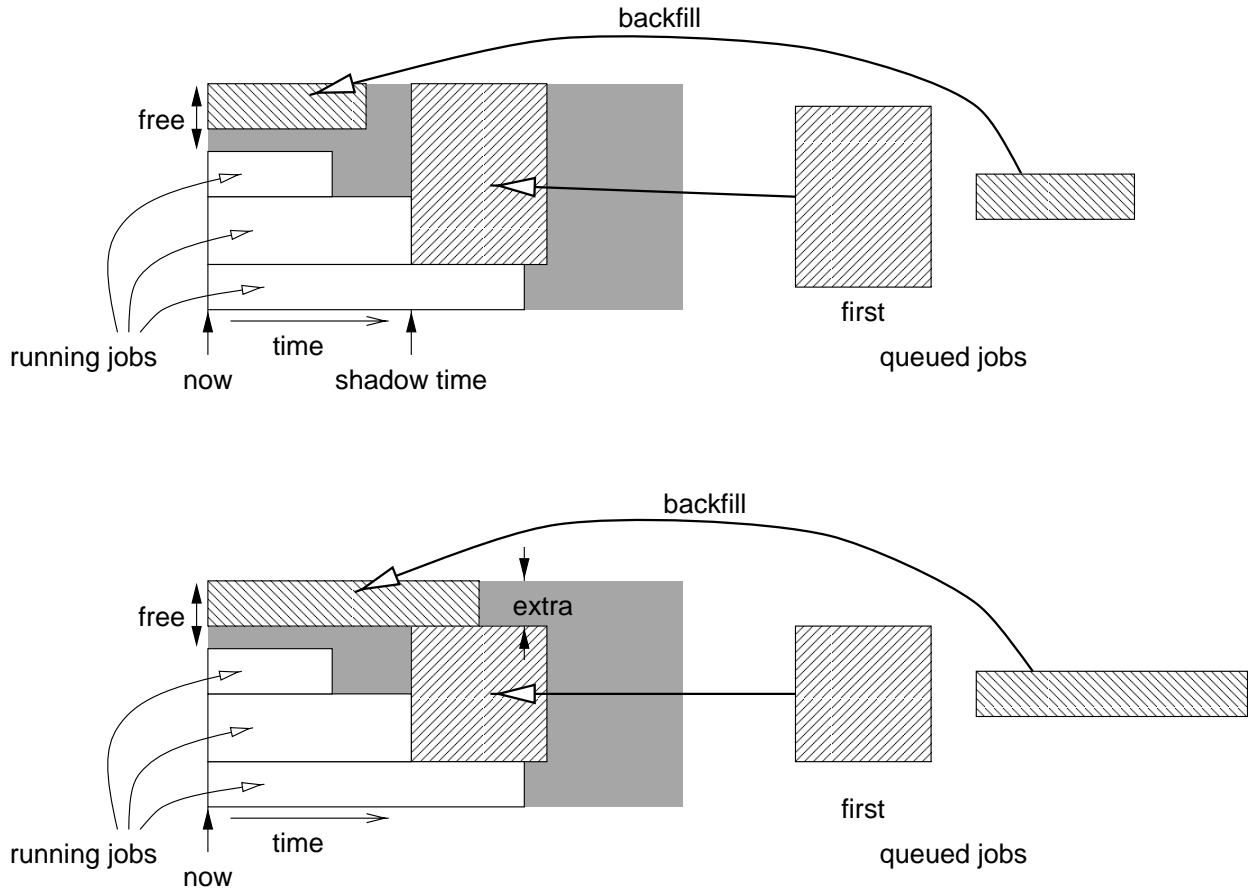 backfill
free
first
time
running jobs
queued jobs
now
shadow time
backfill
free
extra
first
time
running jobs
queued jobs
now